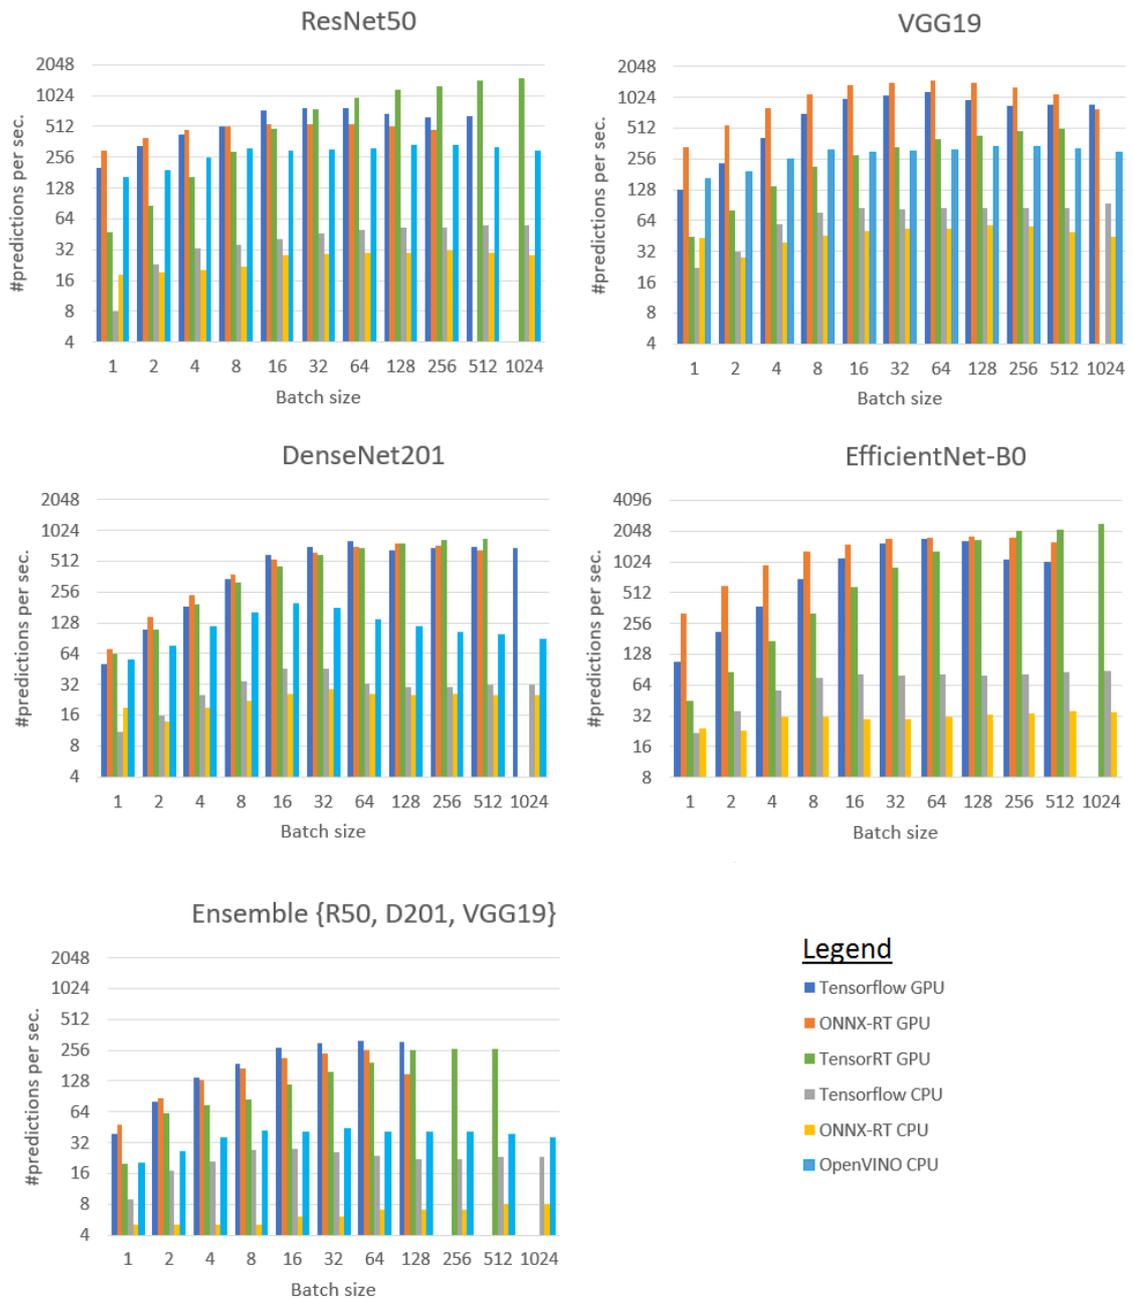 ResNet50
#predictions per sec.
2048
1024
512
256
128
64
32
16
8
4
1 2 4 8 16 32 64 128 256 512 1024
Batch size
VGG19
#predictions per sec.
2048
1024
512
256
128
64
32
16
8
4
1 2 4 8 16 32 64 128 256 512 1024
Batch size
DenseNet201
#predictions per sec.
2048
1024
512
256
128
64
32
16
8
4
1 2 4 8 16 32 64 128 256 512 1024
Batch size
EfficientNet-B0
#predictions per sec.
4096
2048
1024
512
256
128
64
32
16
8
1 2 4 8 16 32 64 128 256 512 1024
Batch size
Ensemble {R50, D201, VGG19}
#predictions per sec.
2048
1024
512
256
128
64
32
16
8
4
1 2 4 8 16 32 64 128 256 512 1024
Batch size
Legend
Tensorflow GPU
ONNX-RT GPU
TensorRT GPU
Tensorflow CPU
ONNX-RT CPU
OpenVINO CPU